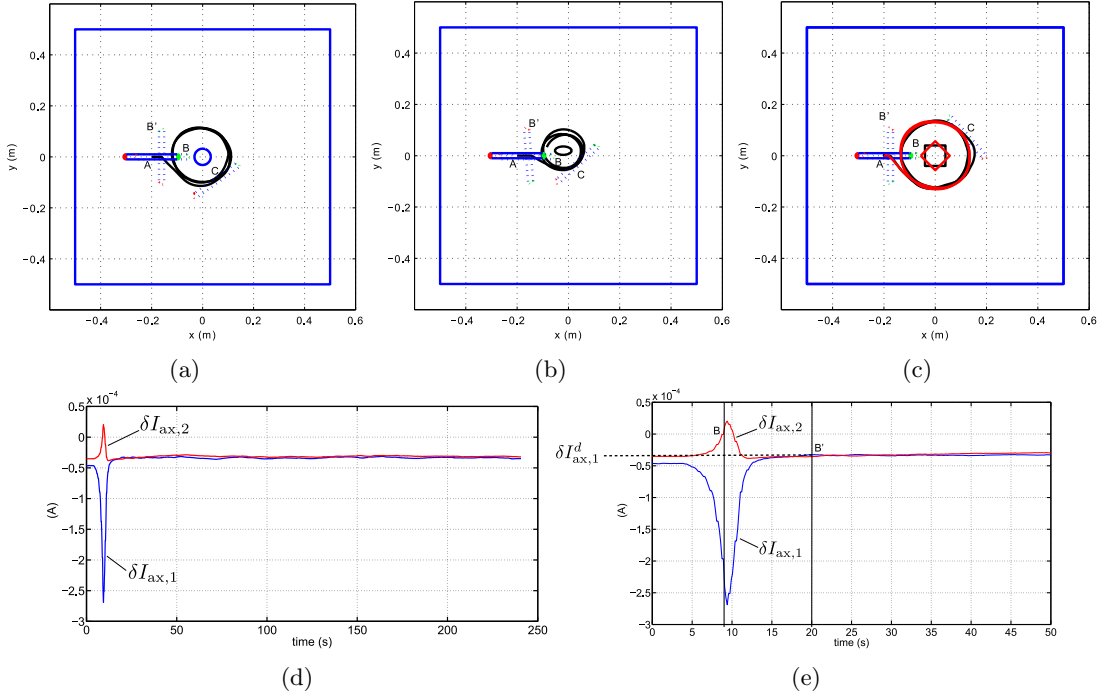 0.4
0.2
0
−0.2
−0.4
y (m)
B'
B
A
C
−0.6 −0.4 −0.2 0 0.2 0.4 0.6
x (m)
(a)
0.4
0.2
0
−0.2
−0.4
y (m)
B'
B
A
C
−0.6 −0.4 −0.2 0 0.2 0.4 0.6
x (m)
(b)
0.4
0.2
0
−0.2
−0.4
y (m)
B'
B
A
C
−0.6 −0.4 −0.2 0 0.2 0.4 0.6
x (m)
(c)
x 10⁻⁴
0.5
0
−0.5
−1
−1.5
−2
−2.5
−3
(A)
δI_ax,2
δI_ax,1
0 50 100 150 200 250
time (s)
(d)
x 10⁻⁴
0.5
0
−0.5
−1
−1.5
−2
−2.5
−3
(A)
δI^d_ax,1
B
δI_ax,2
B'
δI_ax,1
0 5 10 15 20 25 30 35 40 45 50
time (s)
(e)